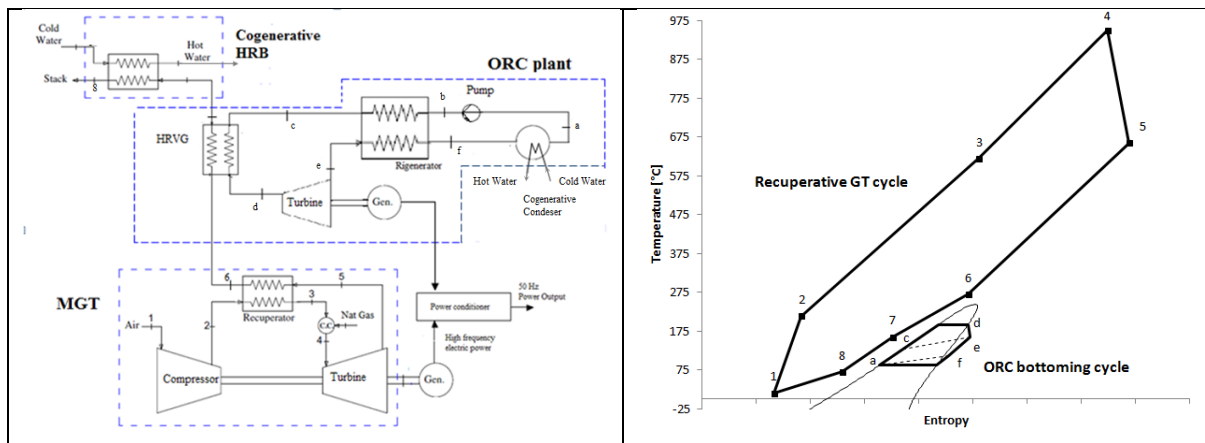 Cold
Water
Hot
Water
Stack
8
Cogenerative
HRB
ORC plant
HRVG
c
b
Pump
a
Rigenerator
f
e
d
Turbine
Gen.
Hot Water
Cold Water
Cogenerative
Condeser
MGT
6
5
Recuperator
3
2
Air
1
C.C.
Nat Gas
4
Compressor
Turbine
Gen.
Power conditioner
50 Hz
Power Output
High frequency
electric power
Temperature [°C]
975
875
775
675
575
475
375
275
175
75
-25
Entropy
Recuperative GT cycle
ORC bottoming cycle
1
2
3
4
5
6
7
8
a
c
d
e
f